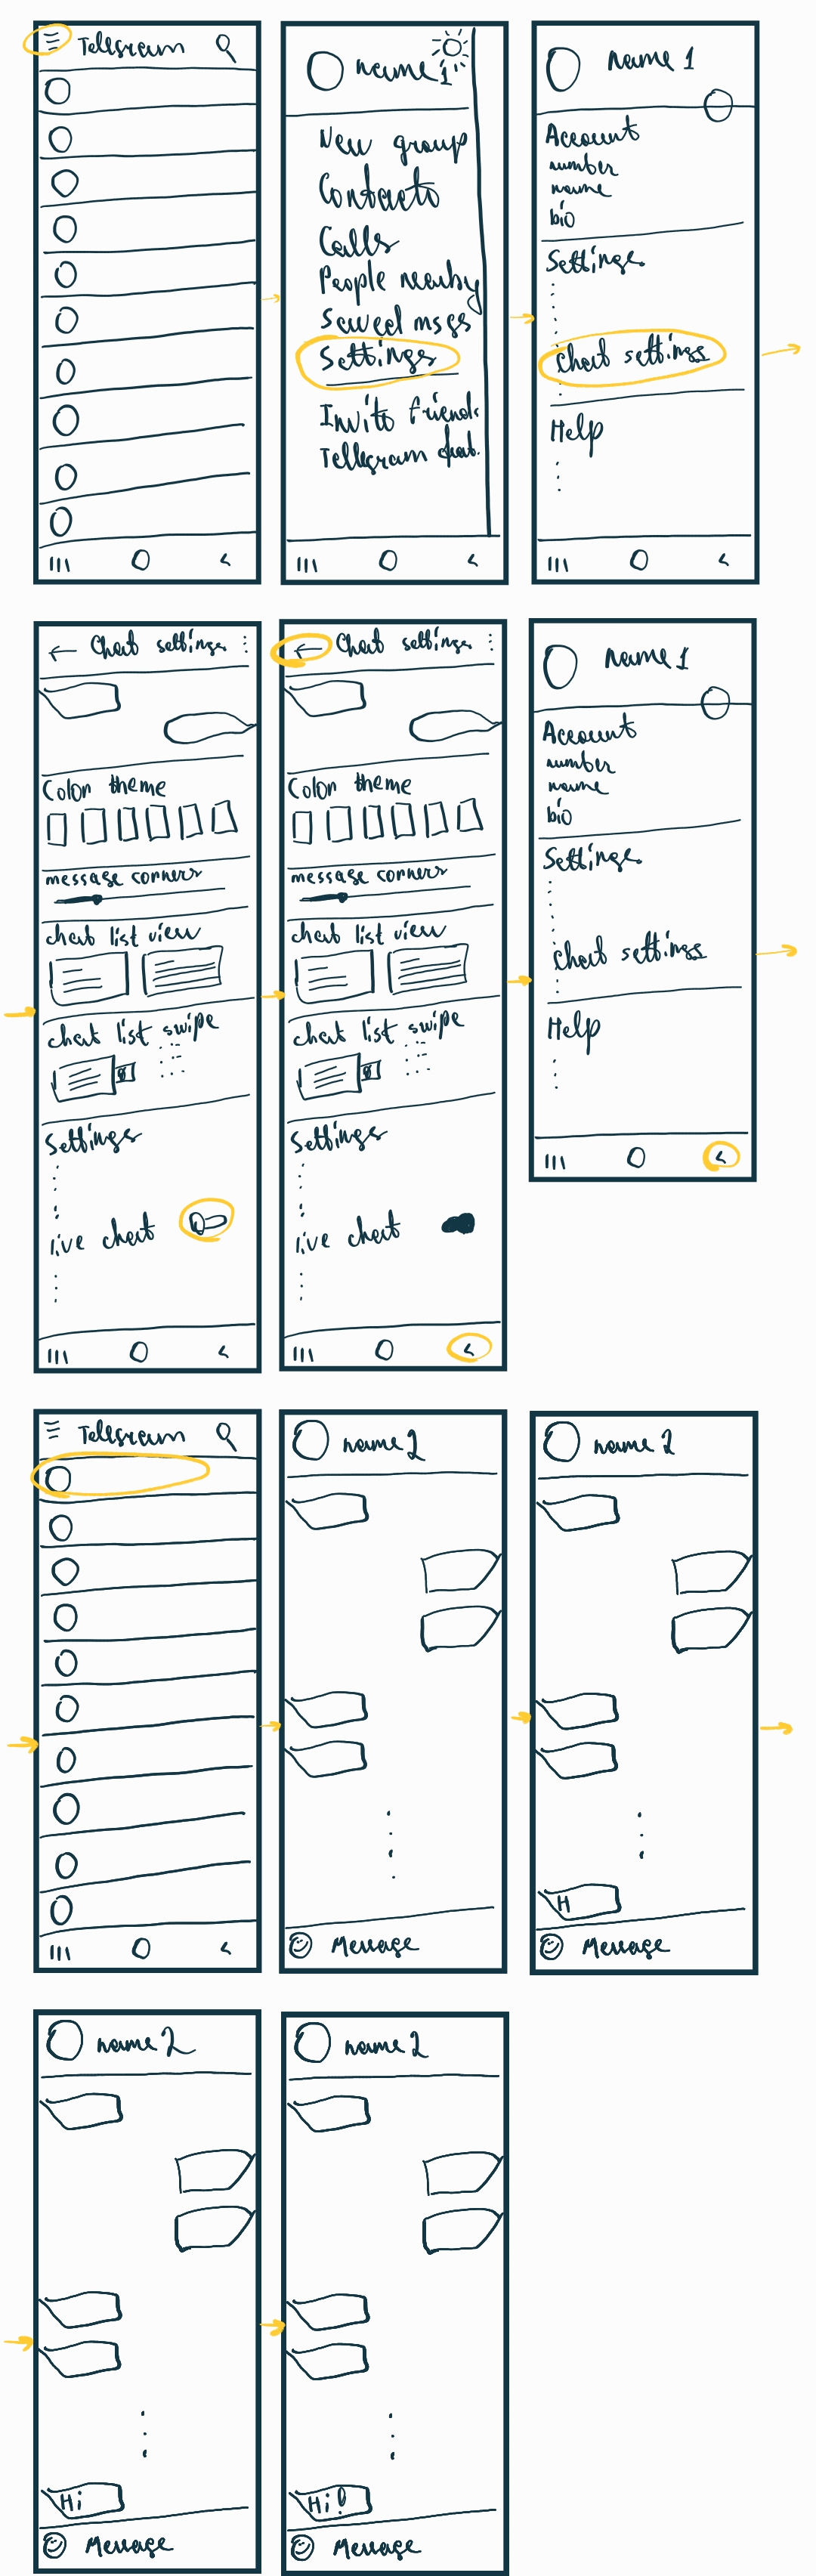 Telegram
name 1
New group
Contacts
Calls
People nearby
Saved msgs
Settings
Invite friends
Tellegram feat.
name 1
Account
number
name
bio
Settings
Chat settings
Help
Chat settings
Color theme
message corners
chat list view
chat list swipe
Settings
live chat
Chat settings
Color theme
message corners
chat list view
chat list swipe
Settings
live chat
name 1
Account
number
name
bio
Settings
Chat settings
Help
Telegram
name 2
Message
name 2
H
Message
name 2
Hi
Message
name 2
Hi!
Message